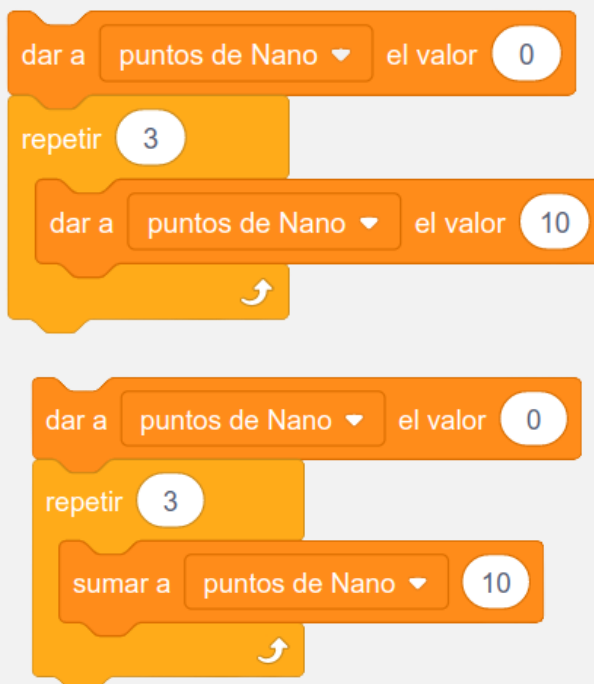 dar a puntos de Nano el valor 0
repetir 3
dar a puntos de Nano el valor 10
dar a puntos de Nano el valor 0
repetir 3
sumar a puntos de Nano 10